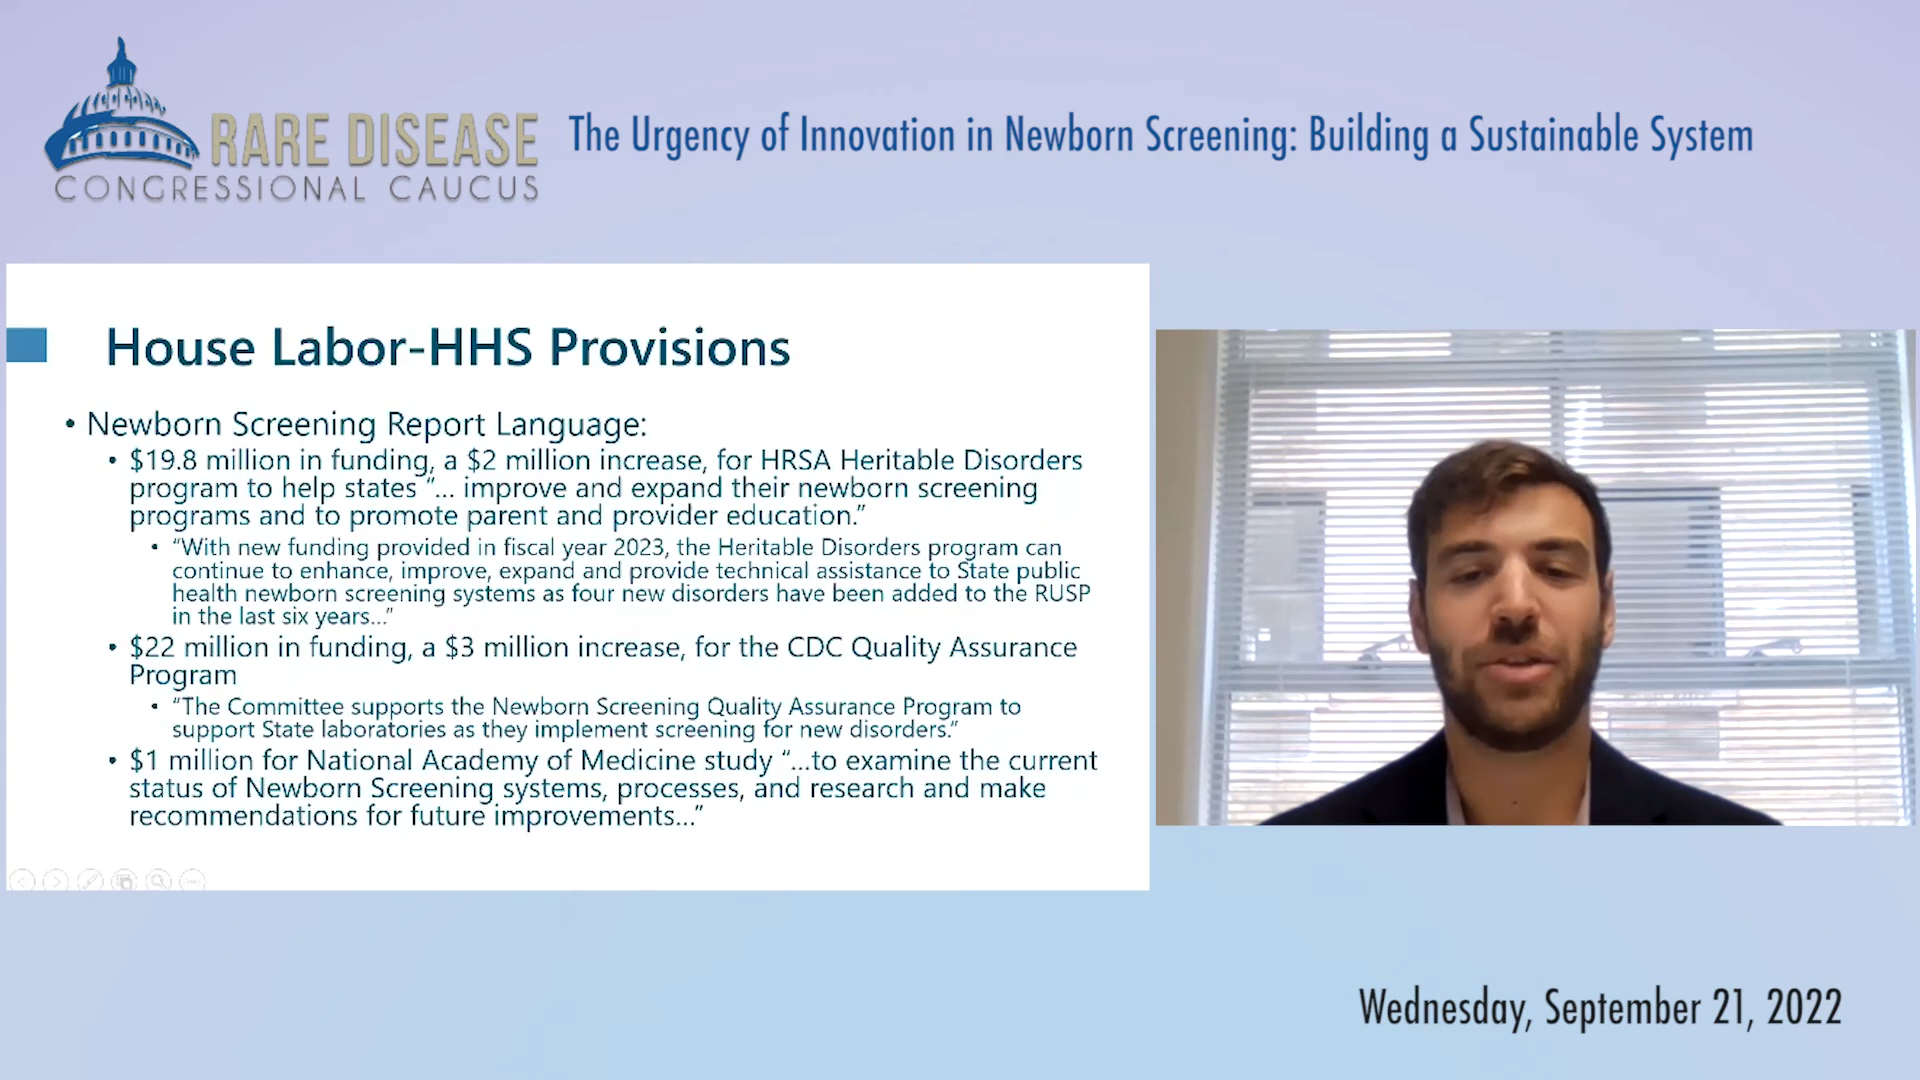 RARE DISEASE
CONGRESSIONAL CAUCUS
The Urgency of Innovation in Newborn Screening: Building a Sustainable System
House Labor-HHS Provisions
• Newborn Screening Report Language:
• $19.8 million in funding, a $2 million increase, for HRSA Heritable Disorders
program to help states “... improve and expand their newborn screening
programs and to promote parent and provider education.”
• “With new funding provided in fiscal year 2023, the Heritable Disorders program can
continue to enhance, improve, expand and provide technical assistance to State public
health newborn screening systems as four new disorders have been added to the RUSP
in the last six years...”
• $22 million in funding, a $3 million increase, for the CDC Quality Assurance
Program
• “The Committee supports the Newborn Screening Quality Assurance Program to
support State laboratories as they implement screening for new disorders.”
• $1 million for National Academy of Medicine study “...to examine the current
status of Newborn Screening systems, processes, and research and make
recommendations for future improvements...”
Wednesday, September 21, 2022